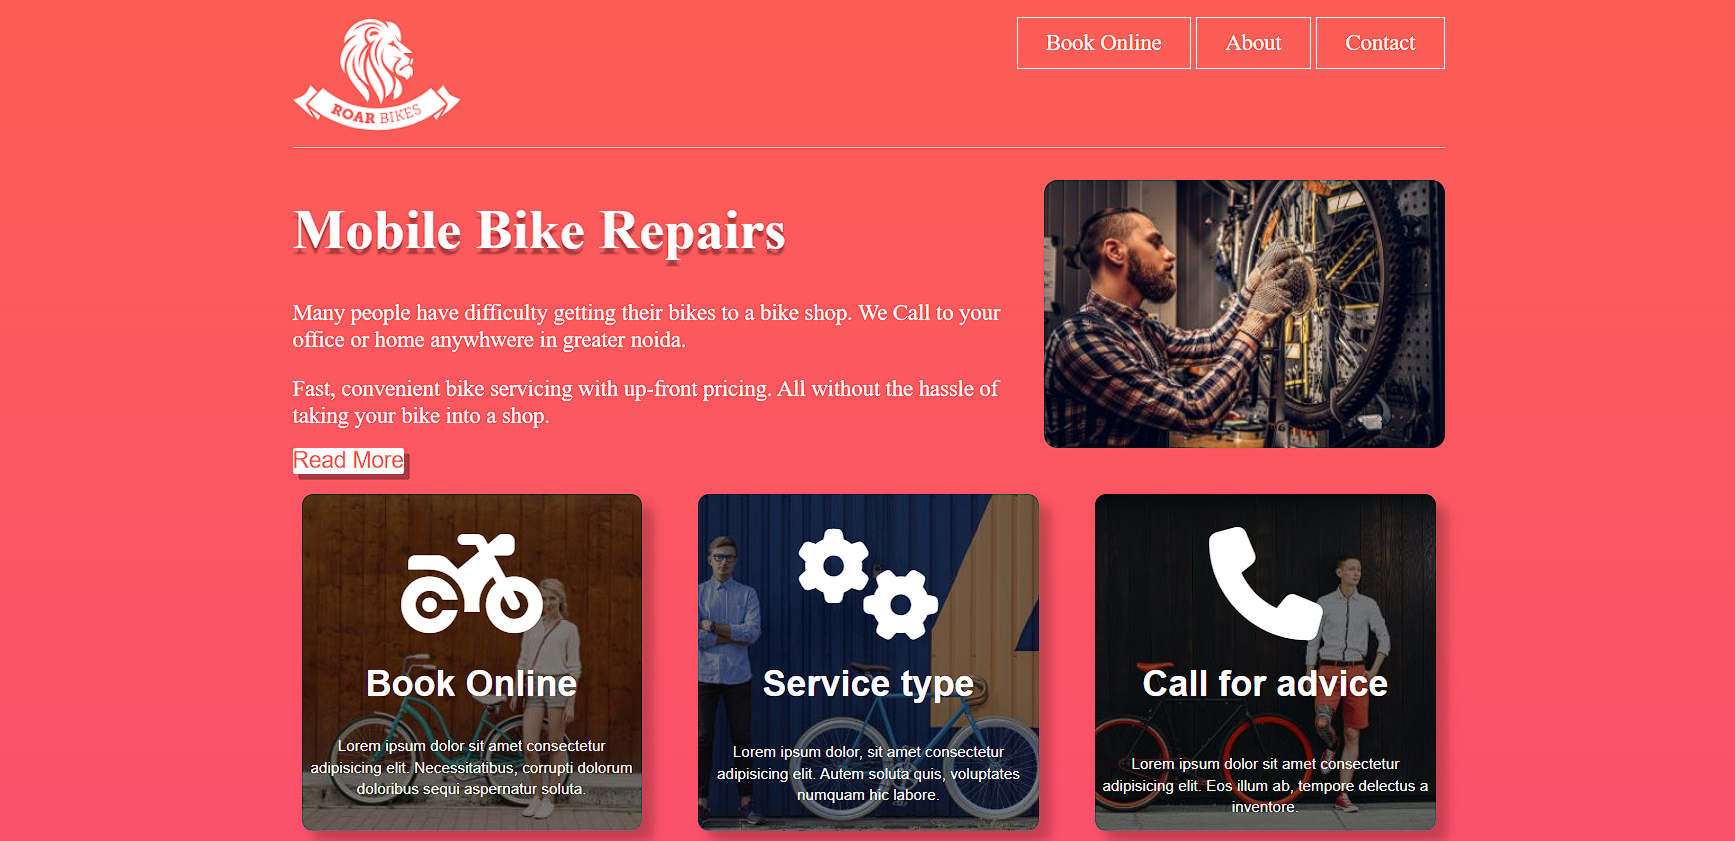 ROAR BIKES
Book Online
About
Contact
Mobile Bike Repairs
Many people have difficulty getting their bikes to a bike shop. We Call to your
office or home anywhwere in greater noida.
Fast, convenient bike servicing with up-front pricing. All without the hassle of
taking your bike into a shop.
Read More
Book Online
Lorem ipsum dolor sit amet consectetur
adipisicing elit. Necessitatibus, corrupti dolorum
doloribus sequi aspernatur soluta.
Service type
Lorem ipsum dolor, sit amet consectetur
adipisicing elit. Autem soluta quis, voluptates
numquam hic labore.
Call for advice
Lorem ipsum dolor sit amet consectetur
adipisicing elit. Eos illum ab, tempore delectus a
inventore.